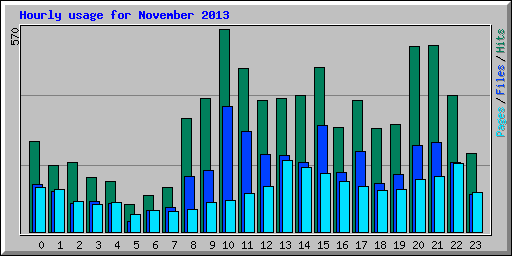 Hourly usage for November 2013
570
Pages / Files / Hits
0 1 2 3 4 5 6 7 8 9 10 11 12 13 14 15 16 17 18 19 20 21 22 23